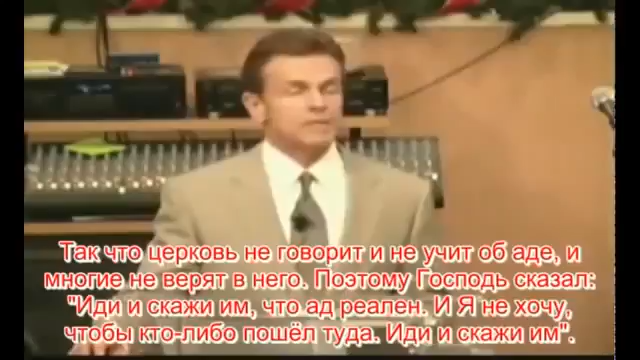 Так что церковь не говорит и не учит об аде, и
многие не верят в него. Поэтому Господь сказал:
"Иди и скажи им, что ад реален. И Я не хочу,
чтобы кто-либо пошёл туда. Иди и скажи им".